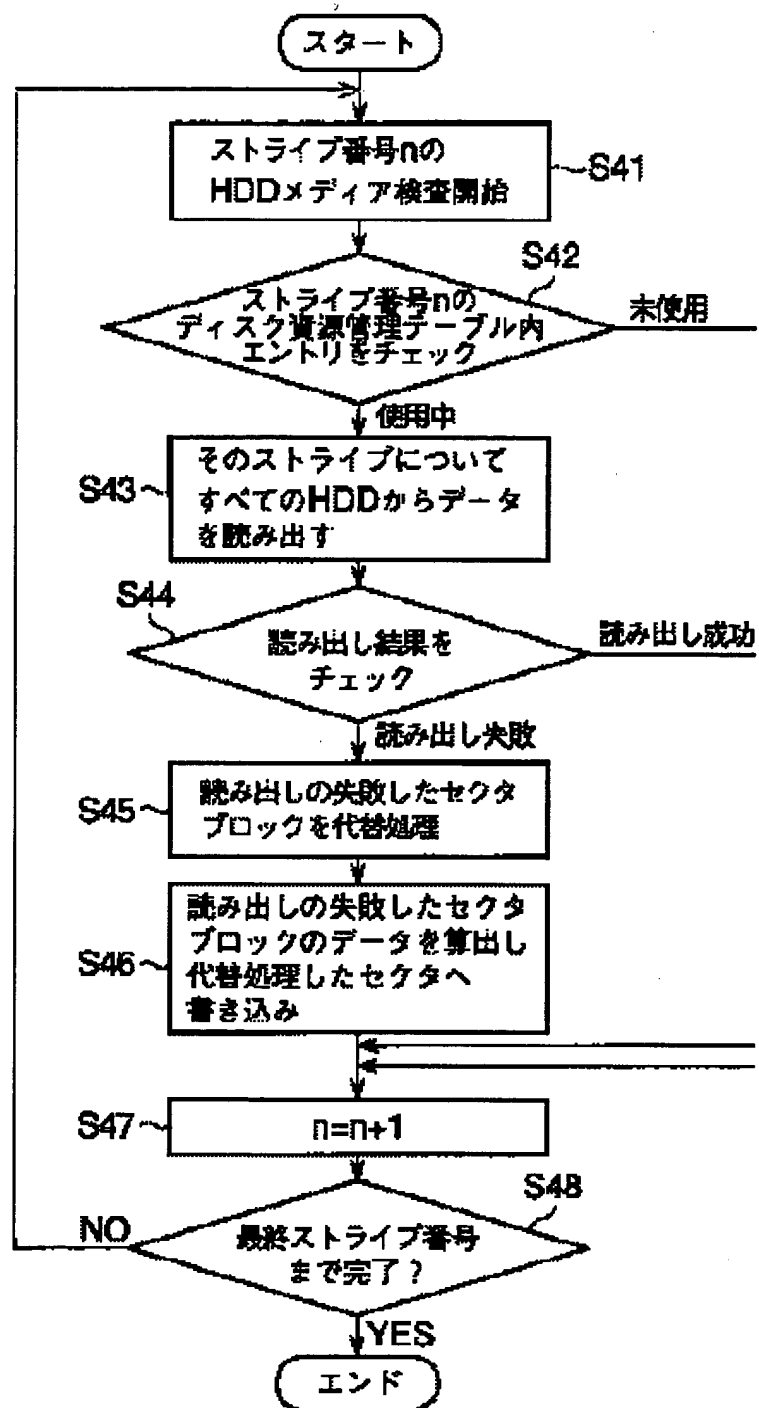 スタート
ストライプ番号nの
HDDメディア検査開始
S41
S42
ストライプ番号nの
ディスク資源管理テーブル内
エントリをチェック
未使用
使用中
S43
そのストライプについて
すべてのHDDからデータ
を読み出す
S44
読み出し結果を
チェック
読み出し成功
読み出し失敗
S45
読み出しの失敗したセクタ
ブロックを代替処理
S46
読み出しの失敗したセクタ
ブロックのデータを算出し
代替処理したセクタへ
書き込み
S47
n=n+1
S48
最終ストライプ番号
まで完了?
NO
YES
エンド